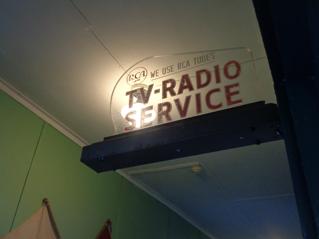 RCA WE USE RCA TUBES
TV-RADIO
SERVICE